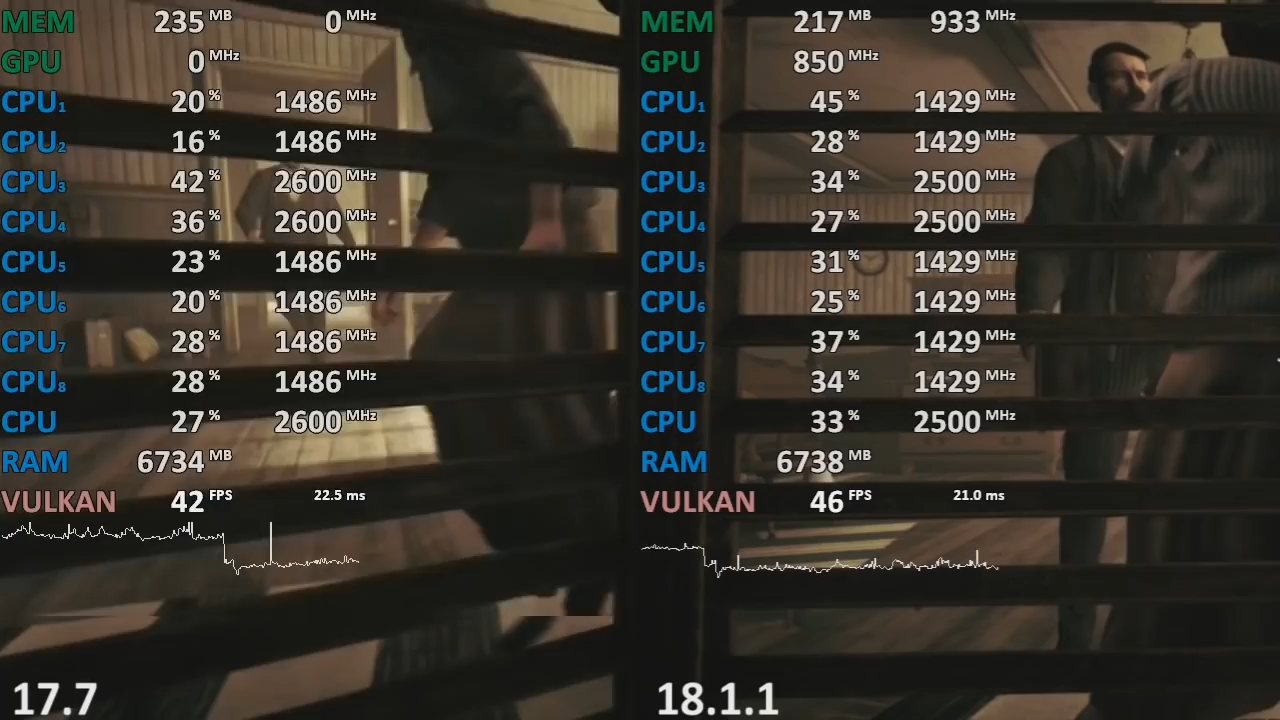 MEM 235 MB 0 MHz
GPU 0 MHz
CPU1 20 % 1486 MHz
CPU2 16 % 1486 MHz
CPU3 42 % 2600 MHz
CPU4 36 % 2600 MHz
CPU5 23 % 1486 MHz
CPU6 20 % 1486 MHz
CPU7 28 % 1486 MHz
CPU8 28 % 1486 MHz
CPU 27 % 2600 MHz
RAM 6734 MB
VULKAN 42 FPS 22.5 ms
17.7
MEM 217 MB 933 MHz
GPU 850 MHz
CPU1 45 % 1429 MHz
CPU2 28 % 1429 MHz
CPU3 34 % 2500 MHz
CPU4 27 % 2500 MHz
CPU5 31 % 1429 MHz
CPU6 25 % 1429 MHz
CPU7 37 % 1429 MHz
CPU8 34 % 1429 MHz
CPU 33 % 2500 MHz
RAM 6738 MB
VULKAN 46 FPS 21.0 ms
18.1.1